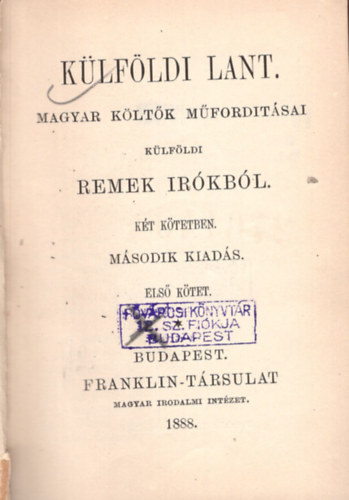 KÜLFÖLDI LANT.
MAGYAR KÖLTŐK MŰFORDITÁSAI
KÜLFÖLDI
REMEK IRÓKBÓL.
KÉT KÖTETBEN.
MÁSODIK KIADÁS.
ELSŐ KÖTET.
FŐVÁROSI KÖNYVTÁR
12. SZ. FIÓKJA
BUDAPEST
BUDAPEST.
FRANKLIN-TÁRSULAT
MAGYAR IRODALMI INTÉZET.
1888.